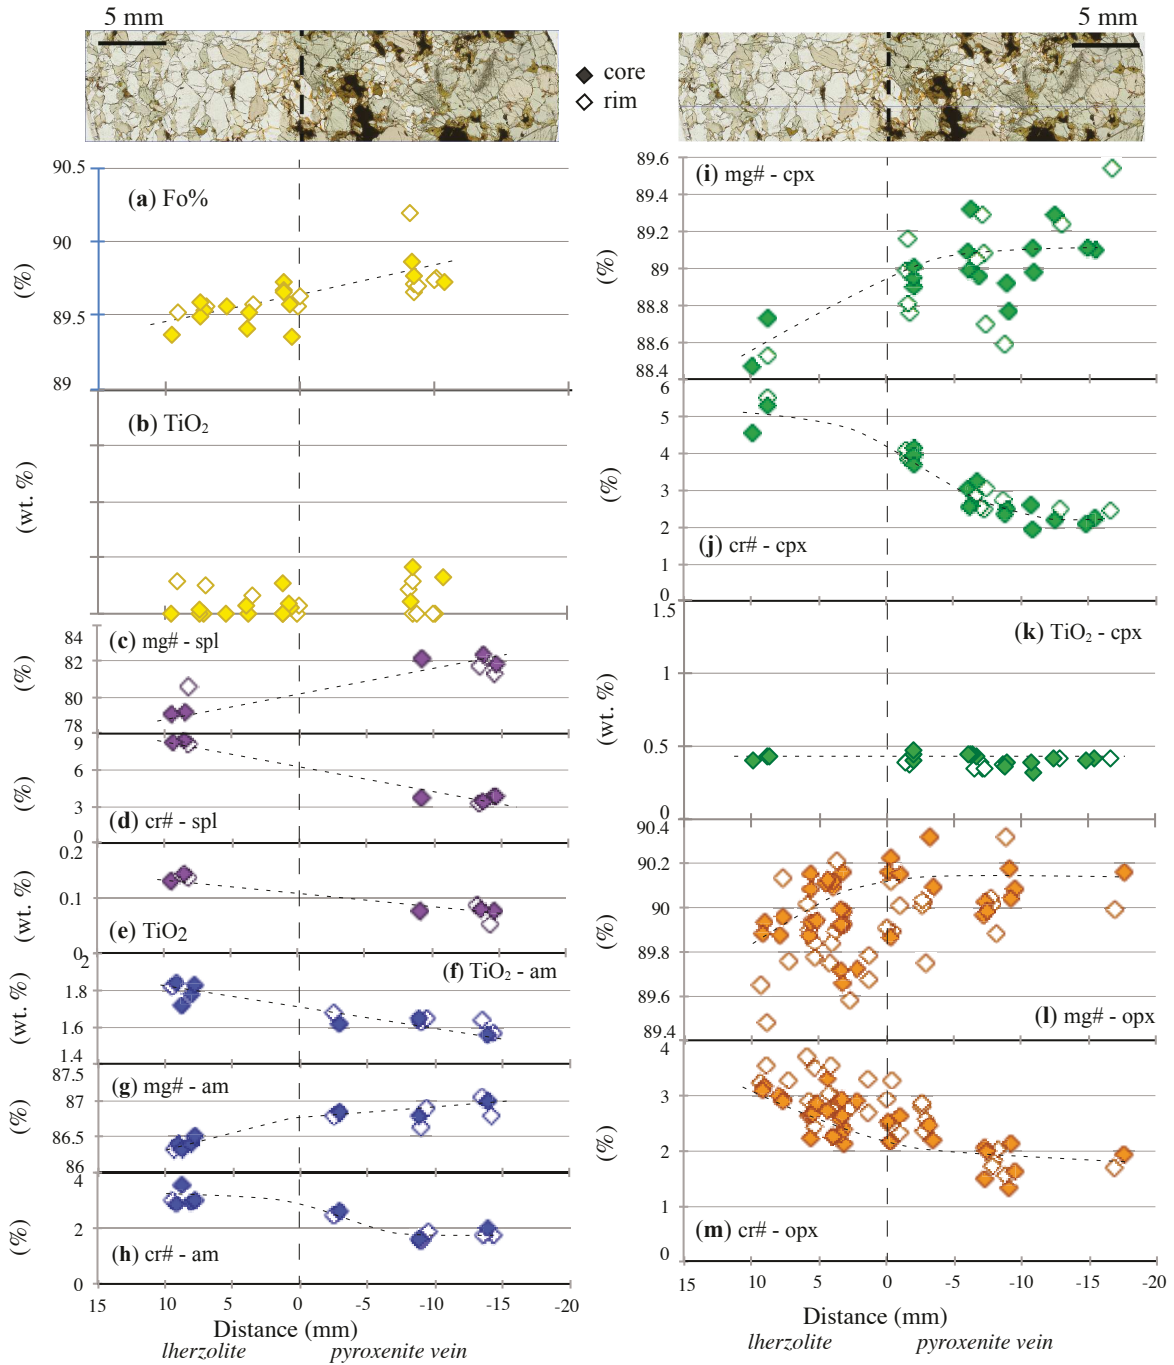 5 mm
core
rim
5 mm
90.5
90
89.5
89
(%)
(a) Fo%
(b) TiO2
(wt. %)
84
82
80
78
(%)
(c) mg# - spl
9
6
3
0
(%)
(d) cr# - spl
0.2
0.1
0
(wt. %)
(e) TiO2
2
1.8
1.6
1.4
(wt. %)
(f) TiO2 - am
87.5
87
86.5
86
(%)
(g) mg# - am
4
2
0
(%)
(h) cr# - am
15 10 5 0 -5 -10 -15 -20
Distance (mm)
lherzolite pyroxenite vein
89.6
89.4
89.2
89
88.8
88.6
88.4
(%)
(i) mg# - cpx
6
5
4
3
2
1
0
(%)
(j) cr# - cpx
1.5
1
0.5
0
(wt. %)
(k) TiO2 - cpx
90.4
90.2
90
89.8
89.6
89.4
(%)
(l) mg# - opx
4
3
2
1
0
(%)
(m) cr# - opx
15 10 5 0 -5 -10 -15 -20
Distance (mm)
lherzolite pyroxenite vein